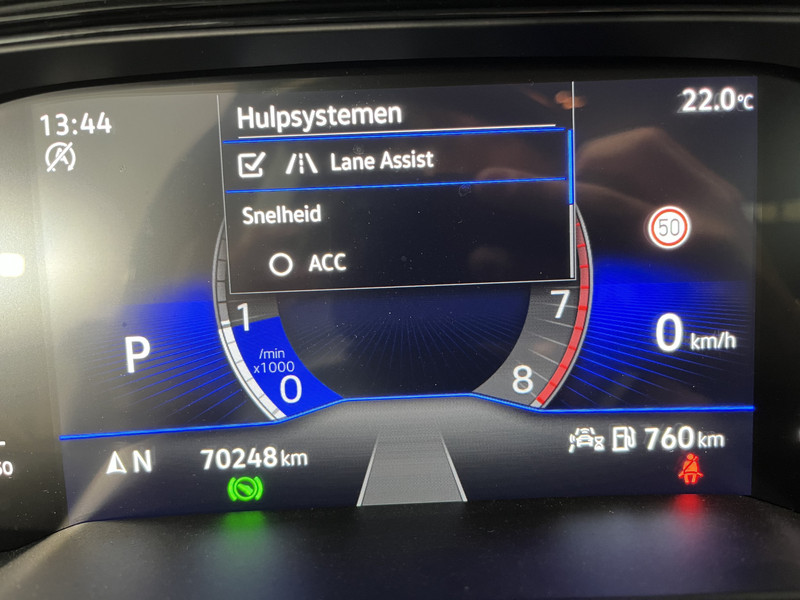 13:44
Hulpsystemen
22.0°C
Lane Assist
Snelheid
50
ACC
1
7
P
/min
x1000
0
8
0 km/h
N
70248 km
760 km